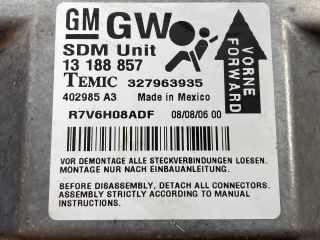 GM GW
SDM Unit
13 188 857
TEMIC 327963935
402985 A3 Made in Mexico
R7V6H08ADF 08/08/06 00
VORNE
FORWARD
VOR DEMONTAGE ALLE STECKVERBINDUNGEN LOESEN.
MONTAGE NUR NACH EINBAUANLEITUNG.
BEFORE DISASSEMBLY, DETACH ALL CONNECTORS.
ASSEMBLY STRICTLY ACCORDING TO MANUAL
INSTRUCTIONS.